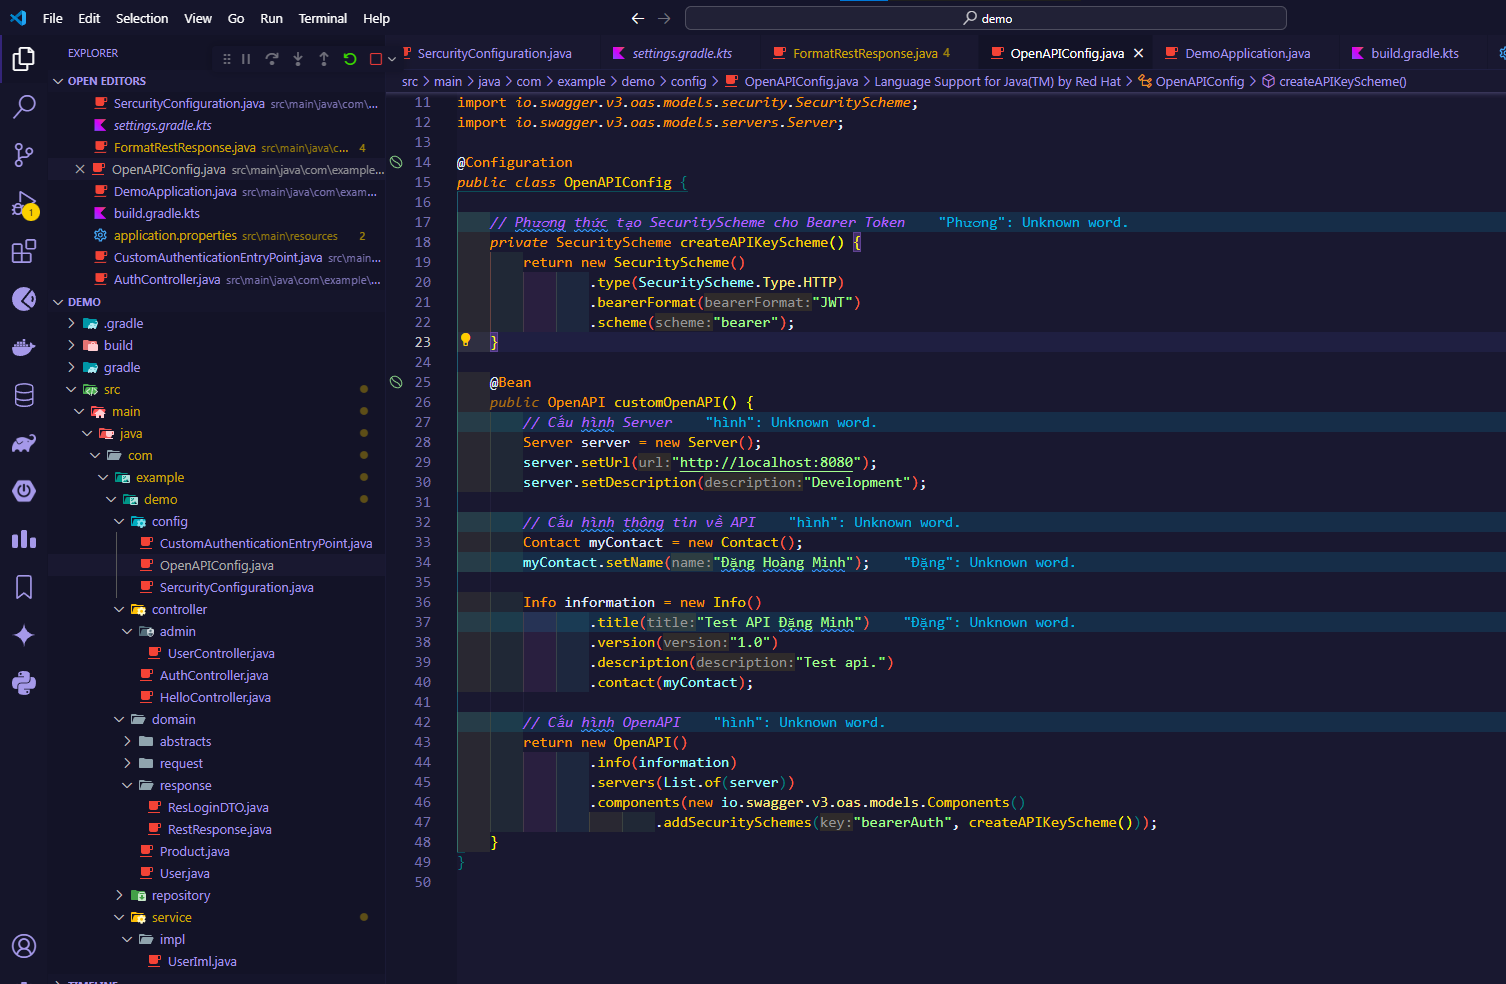 File Edit Selection View Go Run Terminal Help
demo
EXPLORER
OPEN EDITORS
SercurityConfiguration.java src\main\java\com\...
settings.gradle.kts
FormatRestResponse.java src\main\java\c... 4
OpenAPIConfig.java src\main\java\com\example...
DemoApplication.java src\main\java\com\exam...
build.gradle.kts
application.properties src\main\resources 2
CustomAuthenticationEntryPoint.java src\main...
AuthController.java src\main\java\com\example\...
DEMO
.gradle
build
gradle
src
main
java
com
example
demo
config
CustomAuthenticationEntryPoint.java
OpenAPIConfig.java
SercurityConfiguration.java
controller
admin
UserController.java
AuthController.java
HelloController.java
domain
abstracts
request
response
ResLoginDTO.java
RestResponse.java
Product.java
User.java
repository
service
impl
UserIml.java
1
SercurityConfiguration.java settings.gradle.kts FormatRestResponse.java 4 OpenAPIConfig.java DemoApplication.java build.gradle.kts
src > main > java > com > example > demo > config > OpenAPIConfig.java > Language Support for Java(TM) by Red Hat > OpenAPIConfig > createAPIKeyScheme()
11 import io.swagger.v3.oas.models.security.SecurityScheme;
12 import io.swagger.v3.oas.models.servers.Server;
13
14 @Configuration
15 public class OpenAPIConfig {
16
17 // Phương thức tạo SecurityScheme cho Bearer Token "Phương": Unknown word.
18 private SecurityScheme createAPIKeyScheme() {
19 return new SecurityScheme()
20 .type(SecurityScheme.Type.HTTP)
21 .bearerFormat(bearerFormat:"JWT")
22 .scheme(scheme:"bearer");
23 }
24
25 @Bean
26 public OpenAPI customOpenAPI() {
27 // Cấu hình Server "hình": Unknown word.
28 Server server = new Server();
29 server.setUrl(url:"http://localhost:8080");
30 server.setDescription(description:"Development");
31
32 // Cấu hình thông tin về API "hình": Unknown word.
33 Contact myContact = new Contact();
34 myContact.setName(name:"Đặng Hoàng Minh"); "Đặng": Unknown word.
35
36 Info information = new Info()
37 .title(title:"Test API Đặng Minh") "Đặng": Unknown word.
38 .version(version:"1.0")
39 .description(description:"Test api.")
40 .contact(myContact);
41
42 // Cấu hình OpenAPI "hình": Unknown word.
43 return new OpenAPI()
44 .info(information)
45 .servers(List.of(server))
46 .components(new io.swagger.v3.oas.models.Components()
47 .addSecuritySchemes(key:"bearerAuth", createAPIKeyScheme()));
48 }
49 }
50